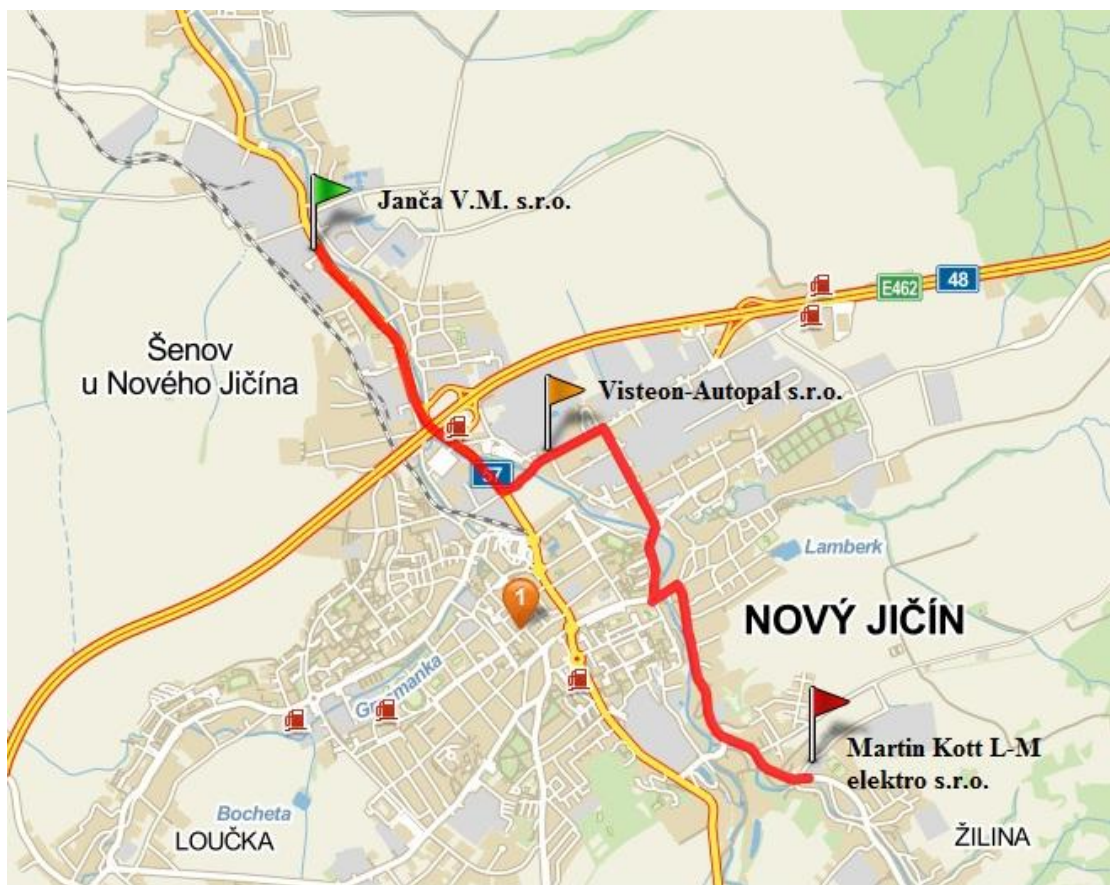 Janča V.M. s.r.o.
E462
48
Šenov
u Nového Jičína
Visteon-Autopal s.r.o.
57
Lamberk
1
NOVÝ JIČÍN
Grasmanka
Martin Kott L-M
elektro s.r.o.
Bocheta
LOUČKA
ŽILINA